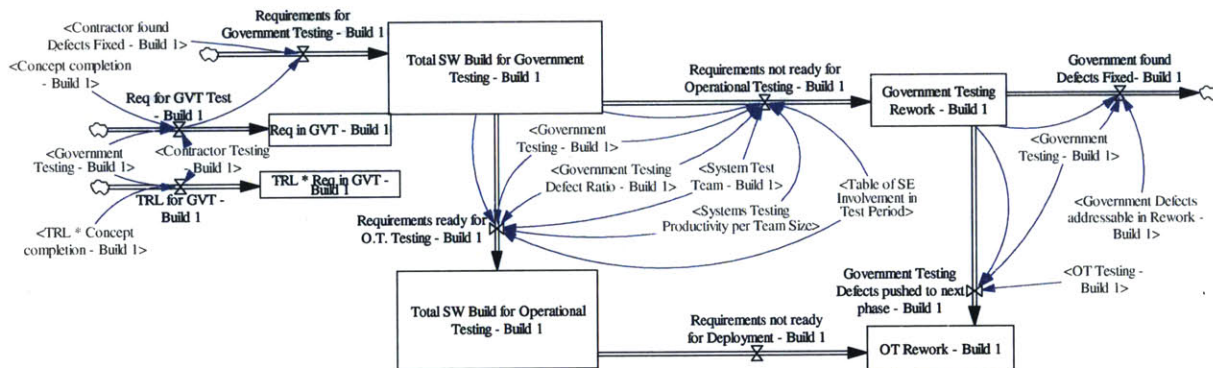 <Contractor found
Defects Fixed - Build 1>
Requirements for
Government Testing - Build 1
<Concept completion
- Build 1>
Req for GVT Test
- Build 1
Req in GVT - Build 1
<Government
Testing - Build 1>
<Contractor Testing
- Build 1>
TRL * Req in GVT -
Build 1
TRL for GVT -
Build 1
<TRL * Concept
completion - Build 1>
Total SW Build for Government
Testing - Build 1
Requirements not ready for
Operational Testing - Build 1
Government Testing
Rework - Build 1
Government found
Defects Fixed- Build 1
<Government
Testing - Build 1>
<Government Testing
Defect Ratio - Build 1>
<System Test
Team - Build 1>
<Systems Testing
Productivity per Team Size>
<Table of SE
Involvement in
Test Period>
<Government
Testing - Build 1>
<Government Defects
addressable in Rework -
Build 1>
Requirements ready for
O.T. Testing - Build 1
Government Testing
Defects pushed to next
phase - Build 1
<OT Testing -
Build 1>
Total SW Build for Operational
Testing - Build 1
Requirements not ready
for Deployment - Build 1
OT Rework - Build 1